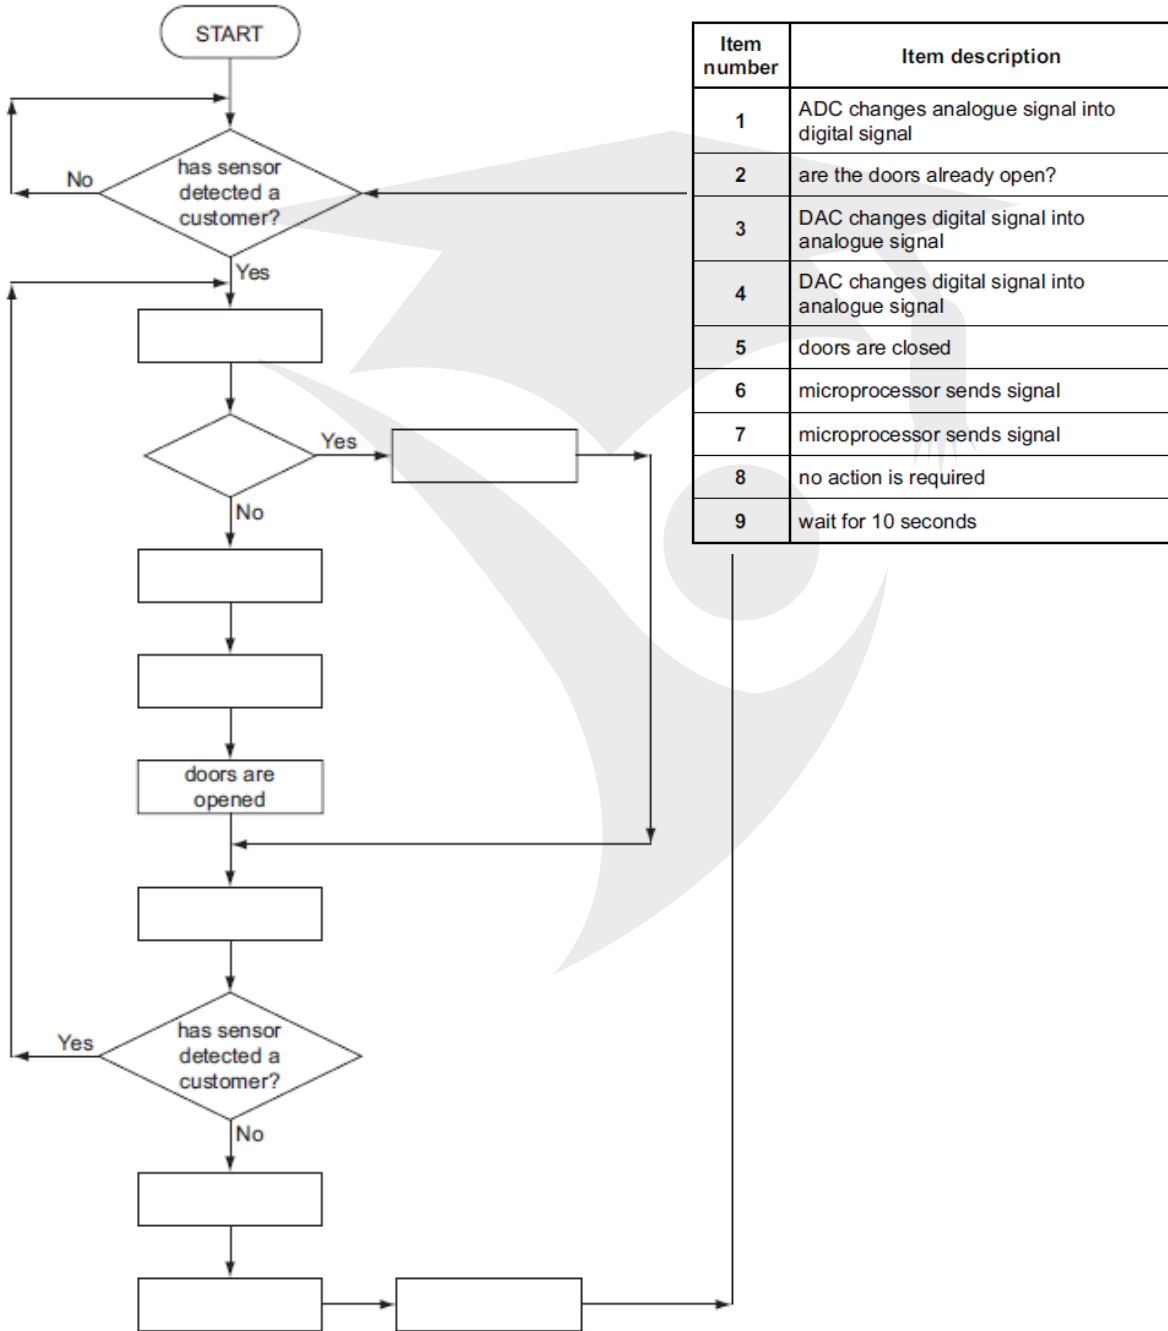 START
No
has sensor
detected a
customer?
Yes
Yes
No
doors are
opened
Yes
has sensor
detected a
customer?
No
Item
number
Item description
1
ADC changes analogue signal into
digital signal
2
are the doors already open?
3
DAC changes digital signal into
analogue signal
4
DAC changes digital signal into
analogue signal
5
doors are closed
6
microprocessor sends signal
7
microprocessor sends signal
8
no action is required
9
wait for 10 seconds